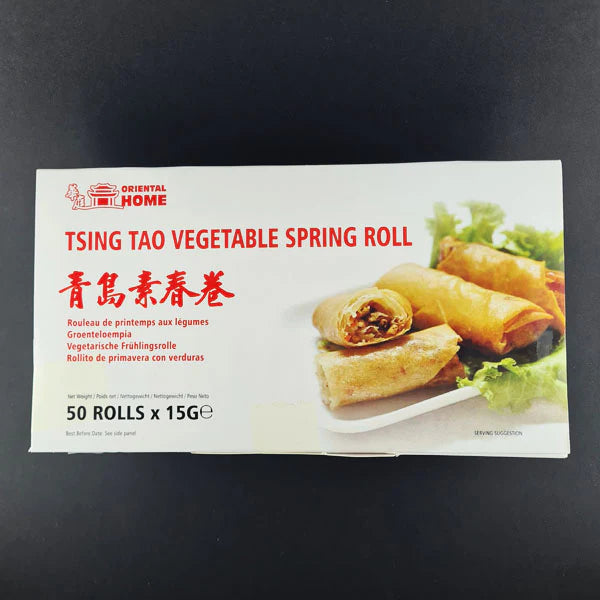 華庄
ORIENTAL
HOME
TSING TAO VEGETABLE SPRING ROLL
青島素春卷
Rouleau de printemps aux légumes
Groenteloempia
Vegetarische Frühlingsrolle
Rollito de primavera con verduras
Net Weight / Poids net / Nettogewicht / Nettogewicht / Peso Neto
50 ROLLS x 15G℮
Best Before Date: See side panel
SERVING SUGGESTION